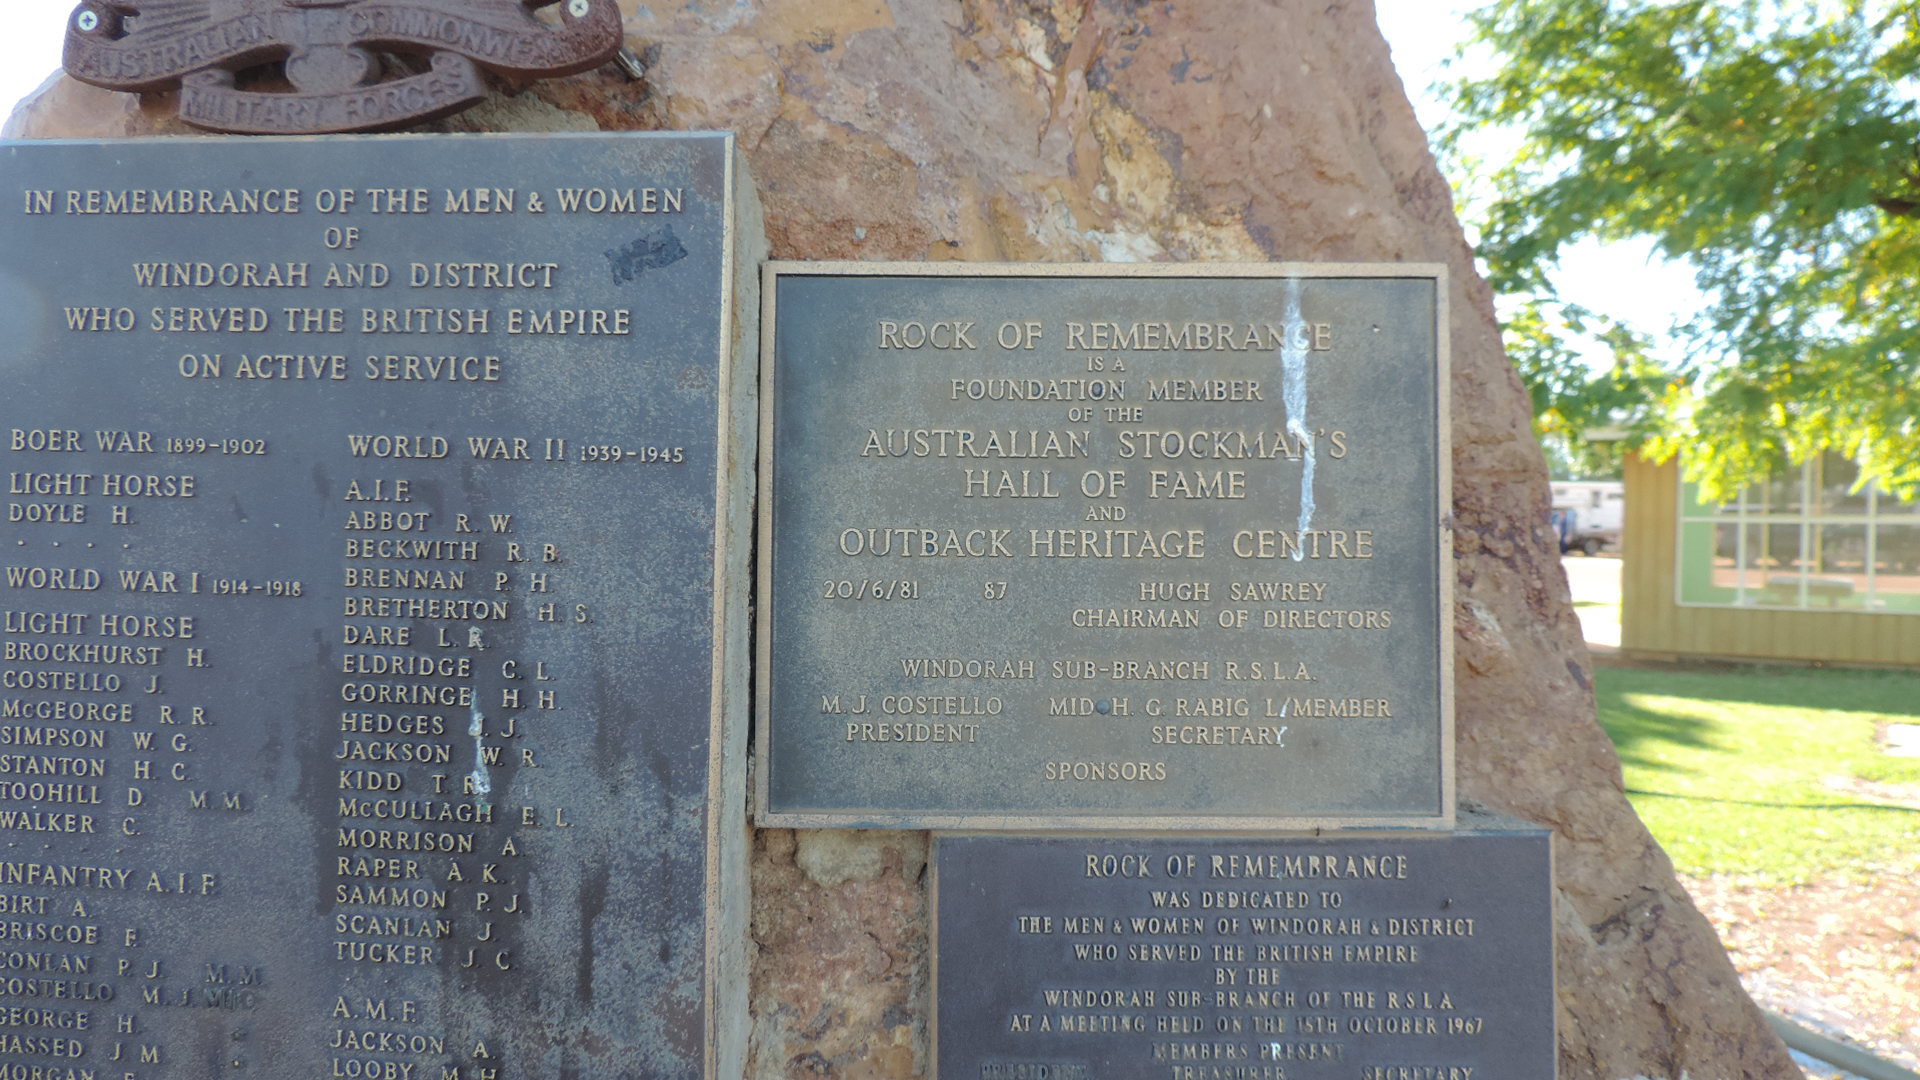 AUSTRALIAN COMMONWE
MILITARY FORCES
IN REMEMBRANCE OF THE MEN & WOMEN
OF
WINDORAH AND DISTRICT
WHO SERVED THE BRITISH EMPIRE
ON ACTIVE SERVICE
BOER WAR 1899-1902
LIGHT HORSE
DOYLE H.
. . . .
WORLD WAR I 1914-1918
LIGHT HORSE
BROCKHURST H.
COSTELLO J.
McGEORGE R. R.
SIMPSON W. G.
STANTON H. C.
TOOHILL D. M.M.
WALKER C.
. . . .
INFANTRY A.I.F.
BIRT A.
BRISCOE F.
CONLAN P. J. M.M.
COSTELLO M. J.
GEORGE H.
HASSED J M
MORGAN
WORLD WAR II 1939-1945
A.I.F.
ABBOT R. W.
BECKWITH R. B.
BRENNAN P. H.
BRETHERTON H. S.
DARE L. R.
ELDRIDGE C. L.
GORRINGE H. H.
HEDGES J. J.
JACKSON W. R.
KIDD T. R.
McCULLAGH E. L.
MORRISON A.
RAPER A. K.
SAMMON P. J.
SCANLAN J.
TUCKER J. C.
A.M.F.
JACKSON A.
LOOBY M. H.
ROCK OF REMEMBRANCE
IS A
FOUNDATION MEMBER
OF THE
AUSTRALIAN STOCKMAN'S
HALL OF FAME
AND
OUTBACK HERITAGE CENTRE
20/6/81 87 HUGH SAWREY
CHAIRMAN OF DIRECTORS
WINDORAH SUB-BRANCH R.S.L.A.
M. J. COSTELLO MID H. G. RABIG L/MEMBER
PRESIDENT SECRETARY
SPONSORS
ROCK OF REMEMBRANCE
WAS DEDICATED TO
THE MEN & WOMEN OF WINDORAH & DISTRICT
WHO SERVED THE BRITISH EMPIRE
BY THE
WINDORAH SUB-BRANCH OF THE R.S.L.A.
AT A MEETING HELD ON THE 15TH OCTOBER 1967
MEMBERS PRESENT
PRESIDENT TREASURER SECRETARY